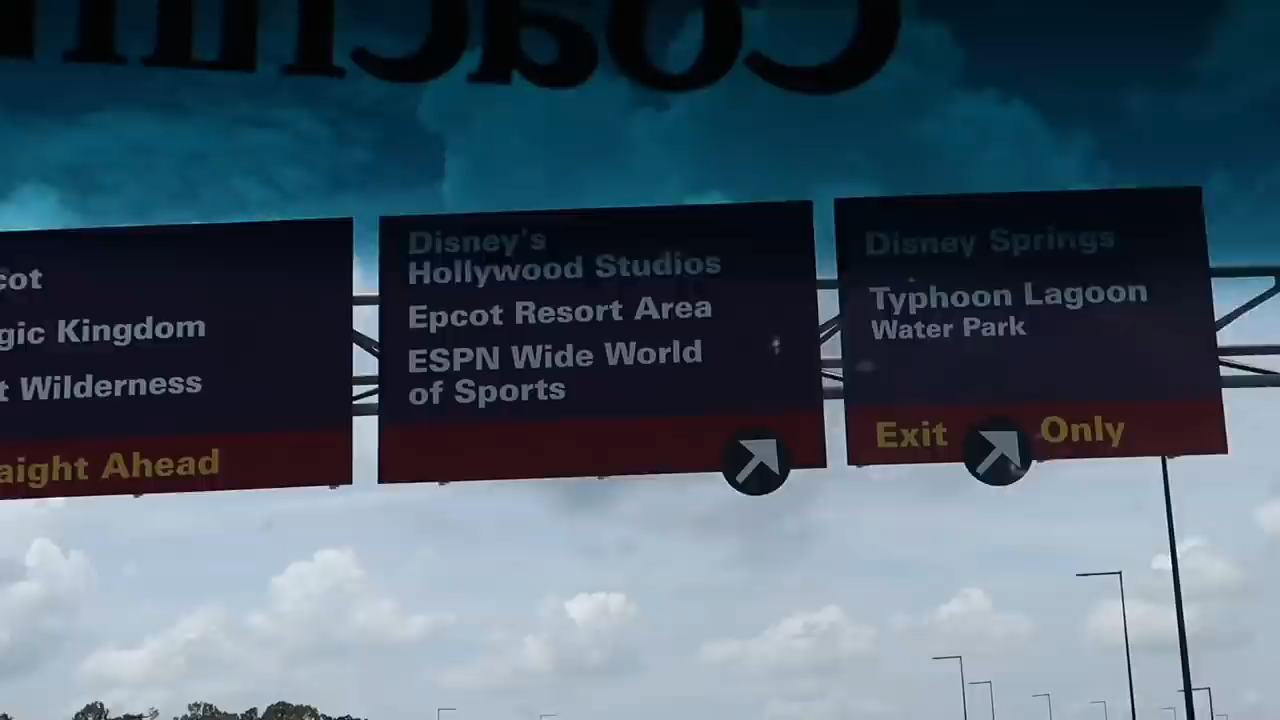 cot
gic Kingdom
t Wilderness
aight Ahead
Disney's
Hollywood Studios
Epcot Resort Area
ESPN Wide World
of Sports
Disney Springs
Typhoon Lagoon
Water Park
Exit Only